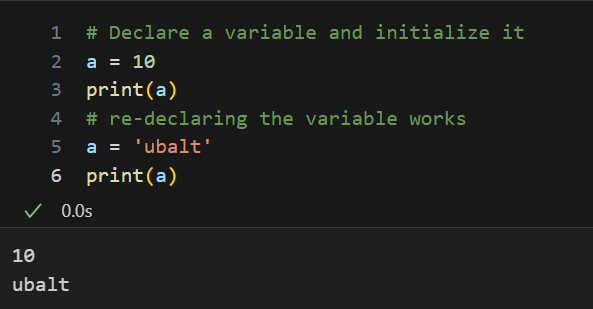 1 # Declare a variable and initialize it
2 a = 10
3 print(a)
4 # re-declaring the variable works
5 a = 'ubalt'
6 print(a)
0.0s
10
ubalt